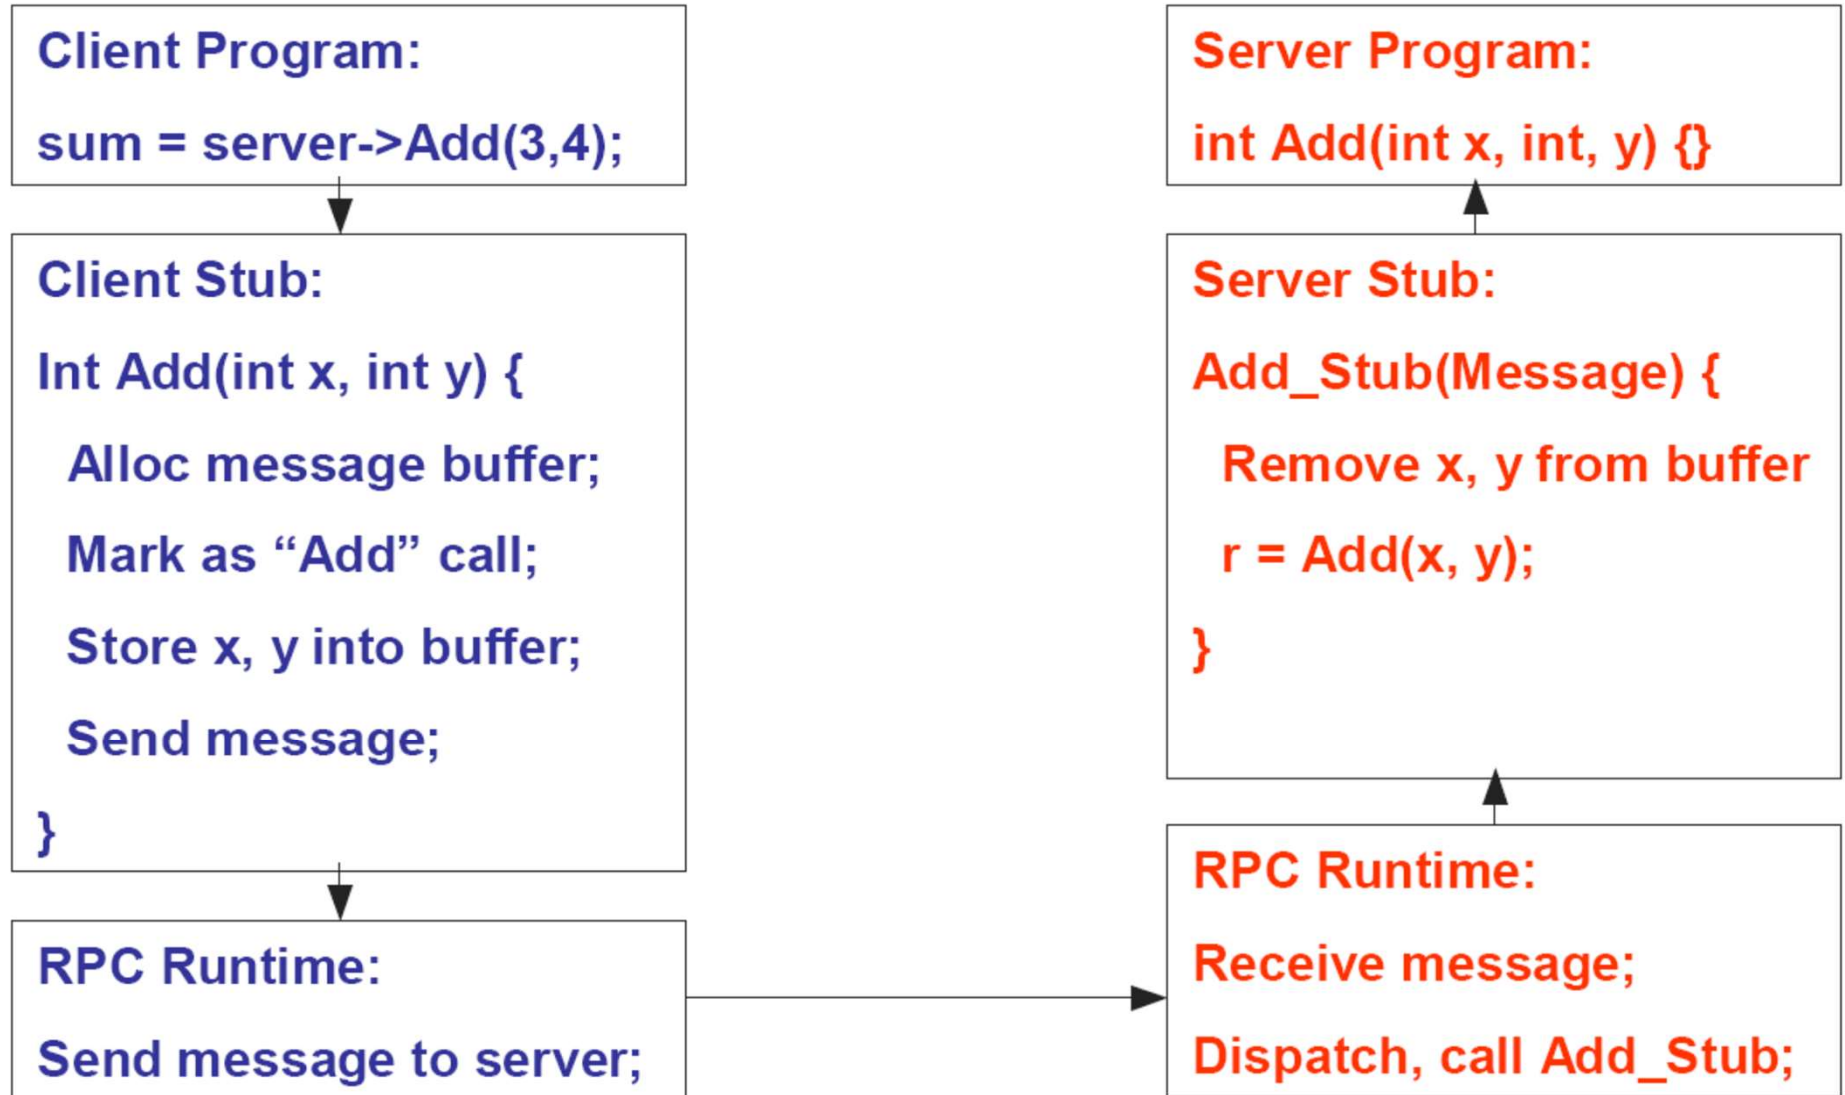 Client Program:
sum = server->Add(3,4);
Client Stub:
Int Add(int x, int y) {
Alloc message buffer;
Mark as “Add” call;
Store x, y into buffer;
Send message;
}
RPC Runtime:
Send message to server;
Server Program:
int Add(int x, int, y) {}
Server Stub:
Add_Stub(Message) {
Remove x, y from buffer
r = Add(x, y);
}
RPC Runtime:
Receive message;
Dispatch, call Add_Stub;